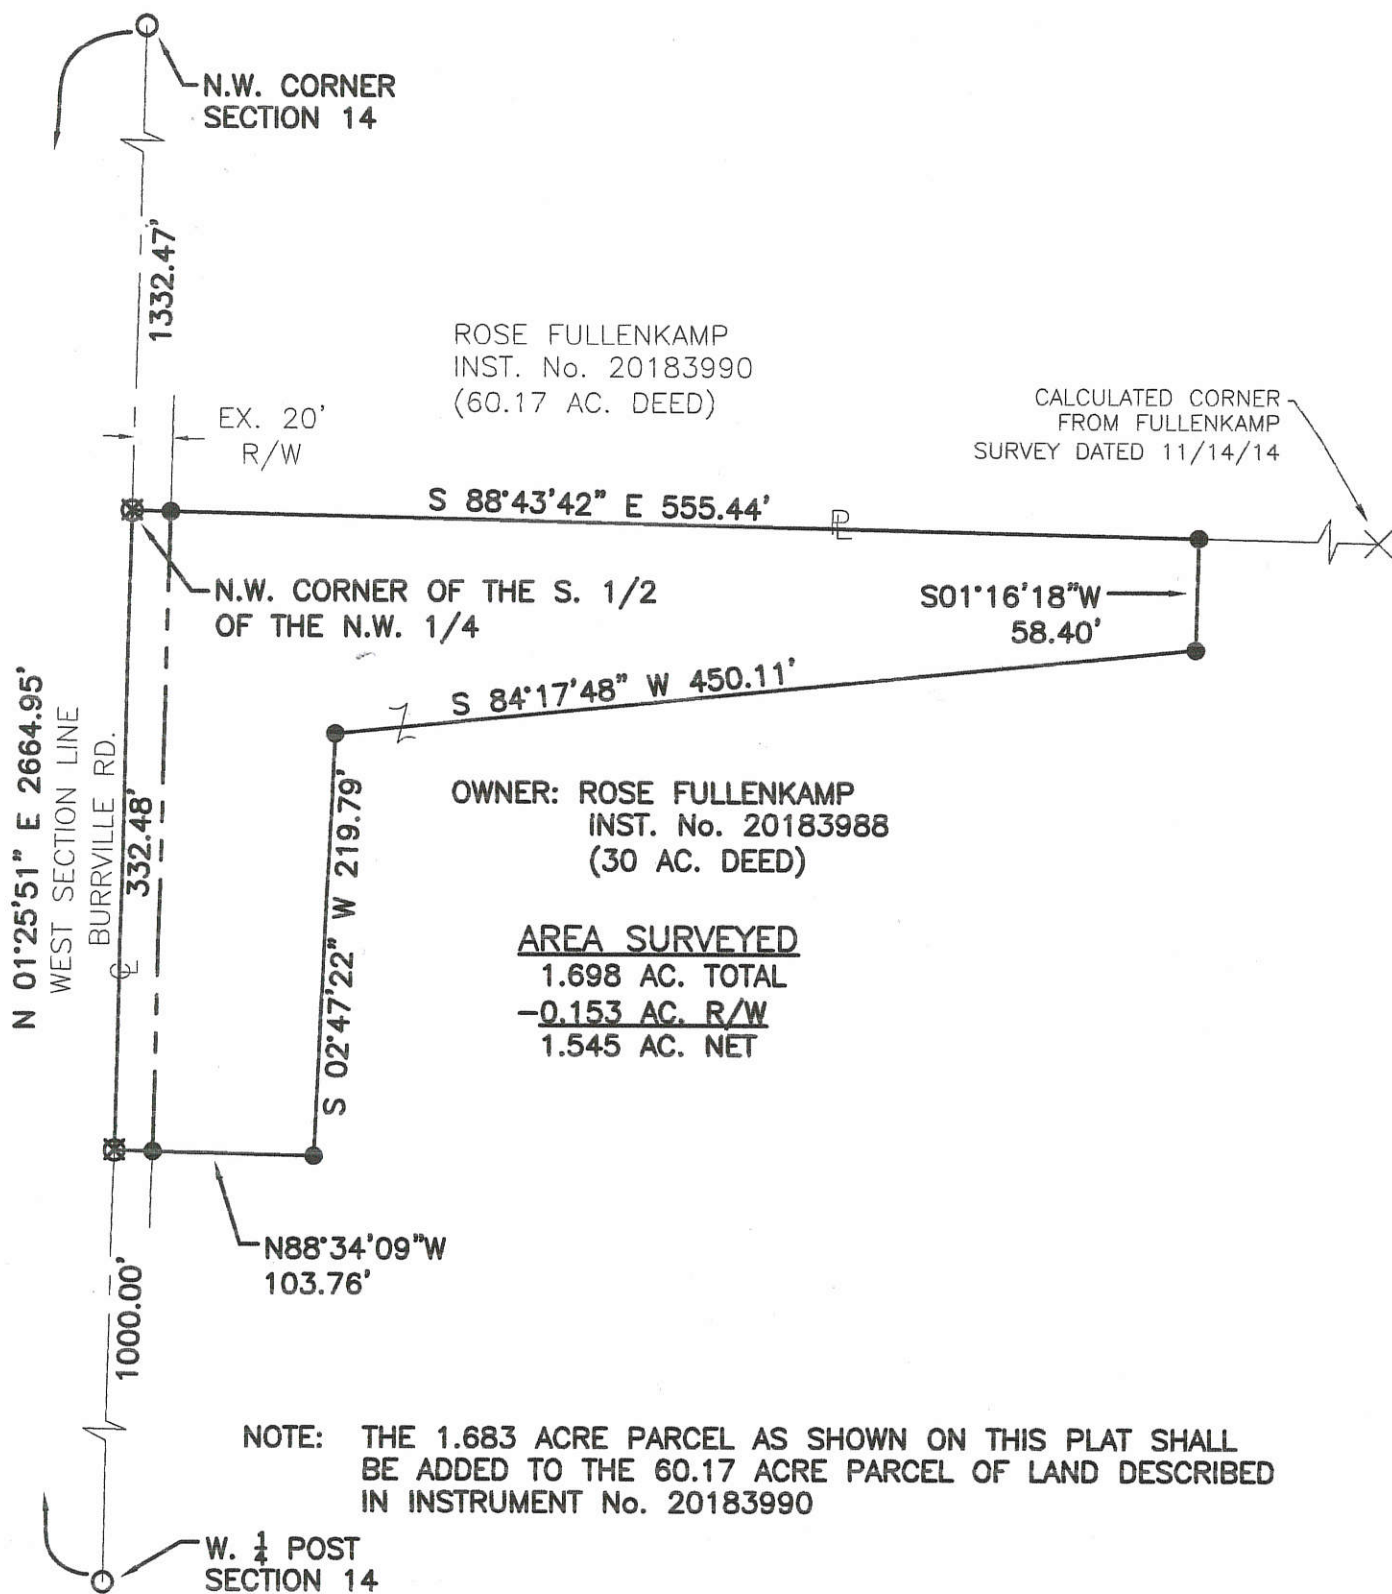 N.W. CORNER
SECTION 14
1332.47'
ROSE FULLENKAMP
INST. No. 20183990
(60.17 AC. DEED)
EX. 20'
R/W
CALCULATED CORNER
FROM FULLENKAMP
SURVEY DATED 11/14/14
S 88°43'42" E 555.44'
PL
N.W. CORNER OF THE S. 1/2
OF THE N.W. 1/4
S01°16'18"W
58.40'
S 84°17'48" W 450.11'
N 01°25'51" E 2664.95'
WEST SECTION LINE
BURRVILLE RD.
332.48'
CL
S 02°47'22" W 219.79'
OWNER: ROSE FULLENKAMP
INST. No. 20183988
(30 AC. DEED)
AREA SURVEYED
1.698 AC. TOTAL
-0.153 AC. R/W
1.545 AC. NET
N88°34'09"W
103.76'
1000.00'
NOTE: THE 1.683 ACRE PARCEL AS SHOWN ON THIS PLAT SHALL
BE ADDED TO THE 60.17 ACRE PARCEL OF LAND DESCRIBED
IN INSTRUMENT No. 20183990
W. 1/4 POST
SECTION 14